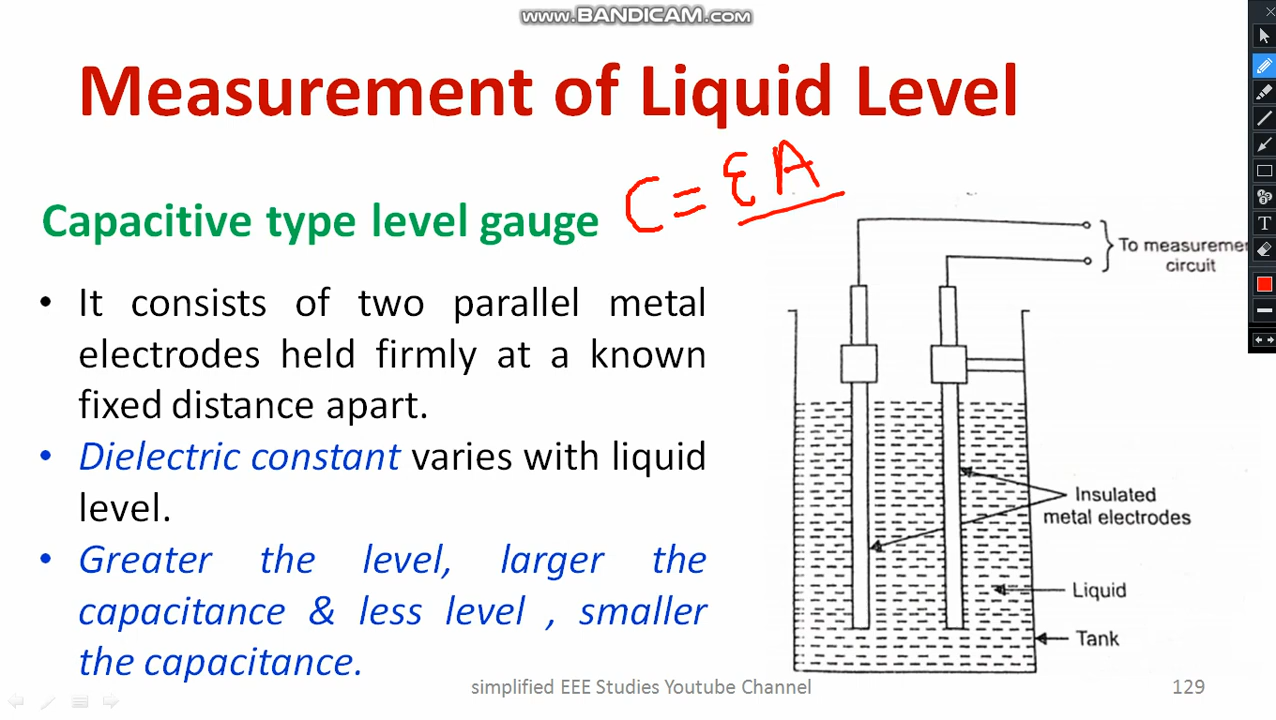 www.BANDICAM.com
Measurement of Liquid Level
C = εA
Capacitive type level gauge
• It consists of two parallel metal
electrodes held firmly at a known
fixed distance apart.
• Dielectric constant varies with liquid
level.
• Greater the level, larger the
capacitance & less level , smaller
the capacitance.
To measuremen
circuit
Insulated
metal electrodes
Liquid
Tank
simplified EEE Studies Youtube Channel
129